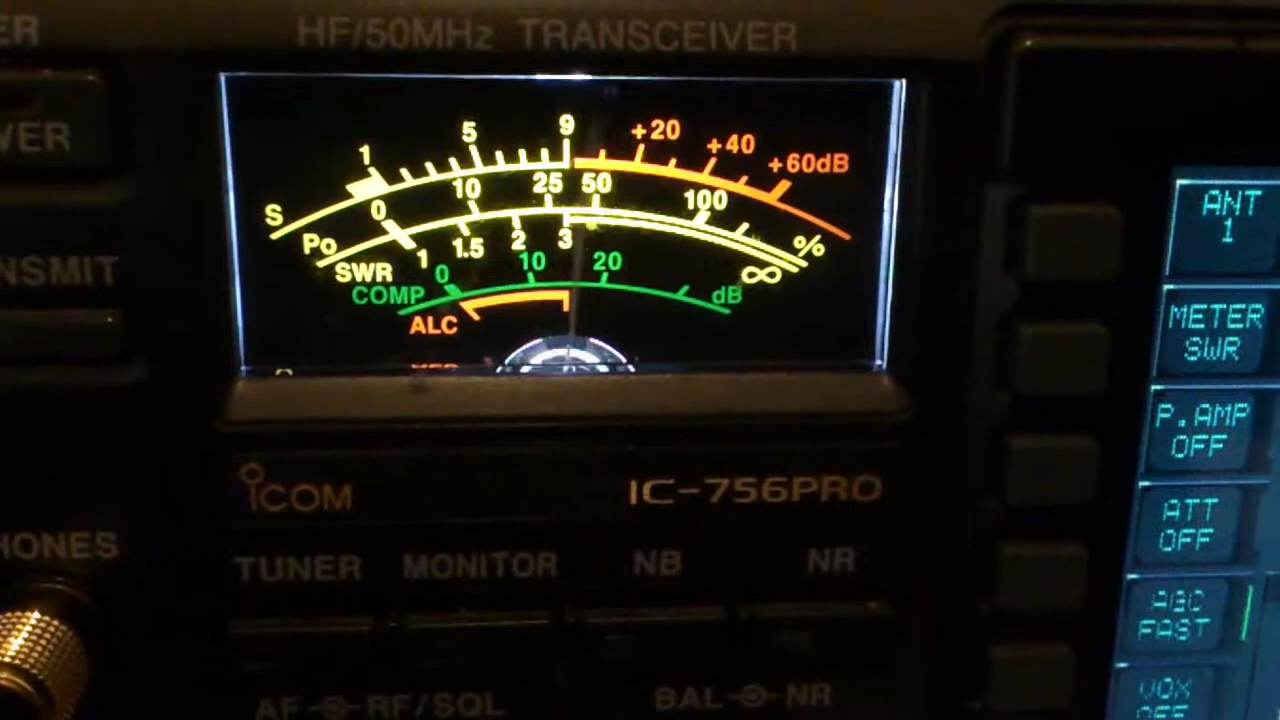 ER
HF/50MHz TRANSCEIVER
WER
1 5 9 +20 +40 +60dB
S
0 10 25 50 100 %
Po
SWR 1 1.5 2 3 ∞
COMP 0 10 20 dB
ALC
NSMIT
ICOM
IC-756PRO
HONES
TUNER MONITOR NB NR
AF RF/SQL BAL NR
ANT
1
METER
SWR
P.AMP
OFF
ATT
OFF
AGC
FAST
VOX
OFF